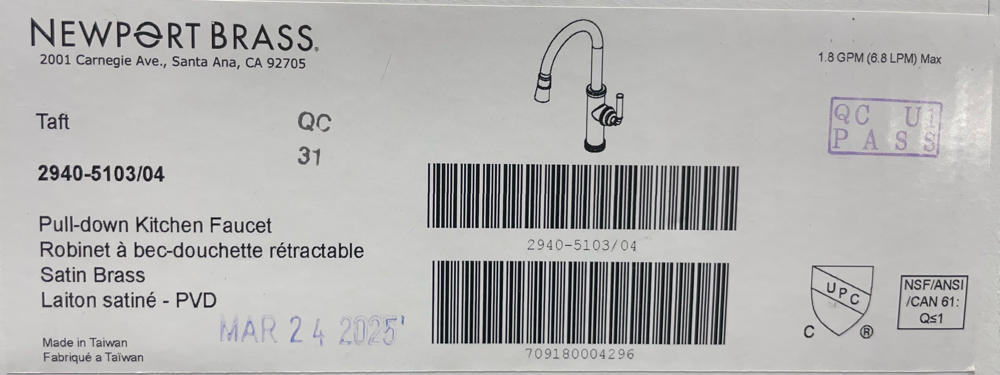 NEWPORT BRASS.
2001 Carnegie Ave., Santa Ana, CA 92705
1.8 GPM (6.8 LPM) Max
Taft
QC
31
QC U
PASS
2940-5103/04
Pull-down Kitchen Faucet
Robinet à bec-douchette rétractable
Satin Brass
Laiton satiné - PVD
MAR 24 2025
Made in Taiwan
Fabriqué a Taïwan
2940-5103/04
709180004296
UPC
C ®
NSF/ANSI
/CAN 61:
Q≤1